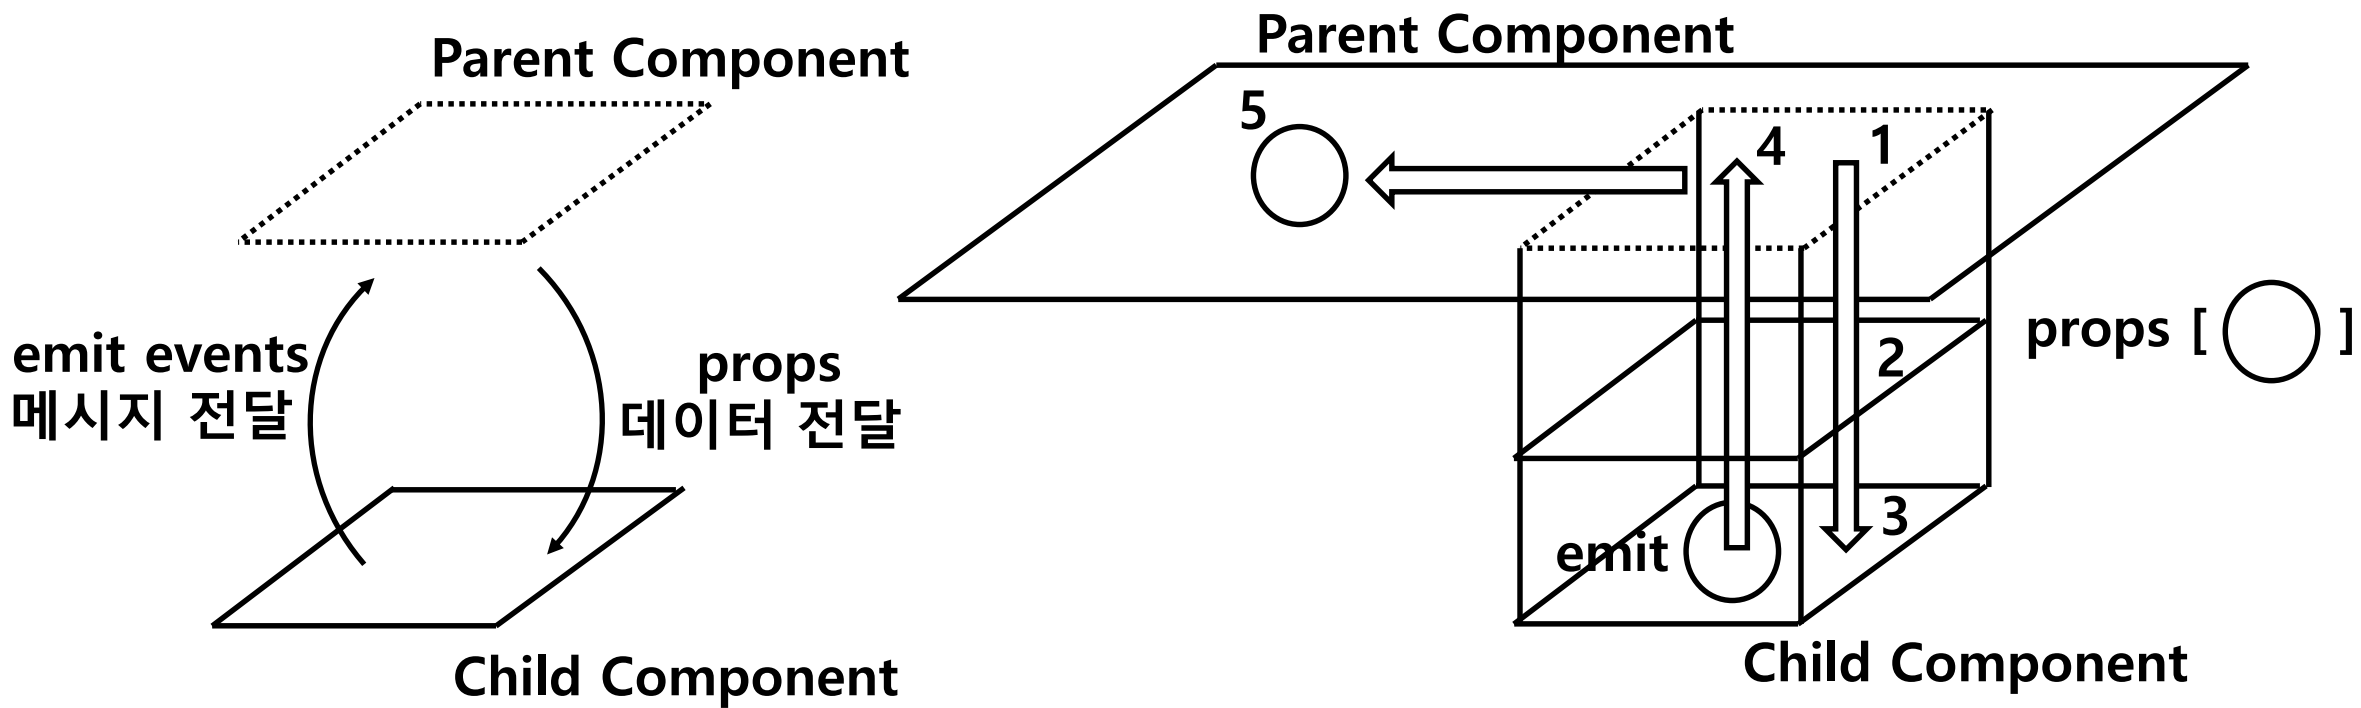 Parent Component
emit events
메시지 전달
props
데이터 전달
Child Component
Parent Component
5
4
1
2
3
props [ ]
emit
Child Component